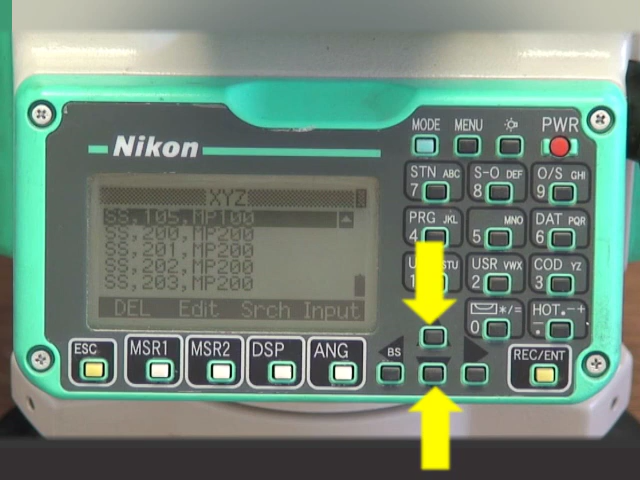 Nikon
MODE MENU PWR
XYZ
SS,105,MP100
SS,200,MP200
SS,201,MP200
SS,202,MP200
SS,203,MP200
DEL Edit Srch Input
STN ABC S-O DEF O/S GHI
7 8 9
PRG JKL MNO DAT PQR
4 5 6
STU USR VWX COD YZ
1 2 3
*/= HOT .-+
0
ESC MSR1 MSR2 DSP ANG BS REC/ENT